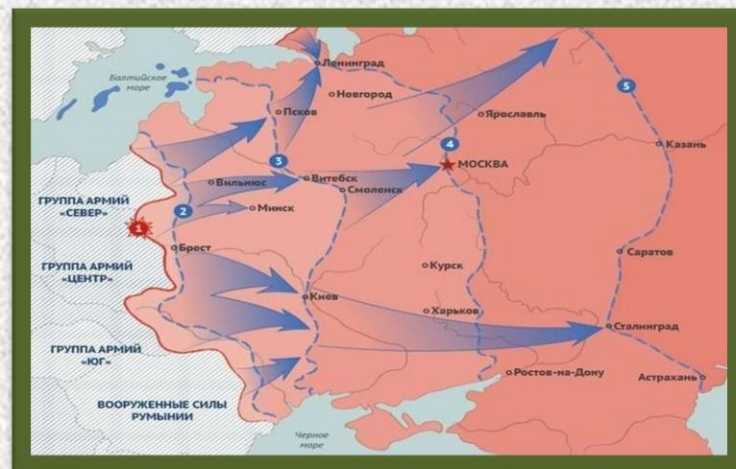 Балтийское
море
Ленинград
Новгород
Псков
Ярославль
5
4
Казань
3
МОСКВА
Вильнюс
Витебск
Смоленск
ГРУППА АРМИЙ
«СЕВЕР»
2
Минск
1
Брест
Саратов
ГРУППА АРМИЙ
«ЦЕНТР»
Курск
Киев
Харьков
Сталинград
ГРУППА АРМИЙ
«ЮГ»
Ростов-на-Дону
Астрахань
ВООРУЖЕННЫЕ СИЛЫ
РУМЫНИИ
Черное
море